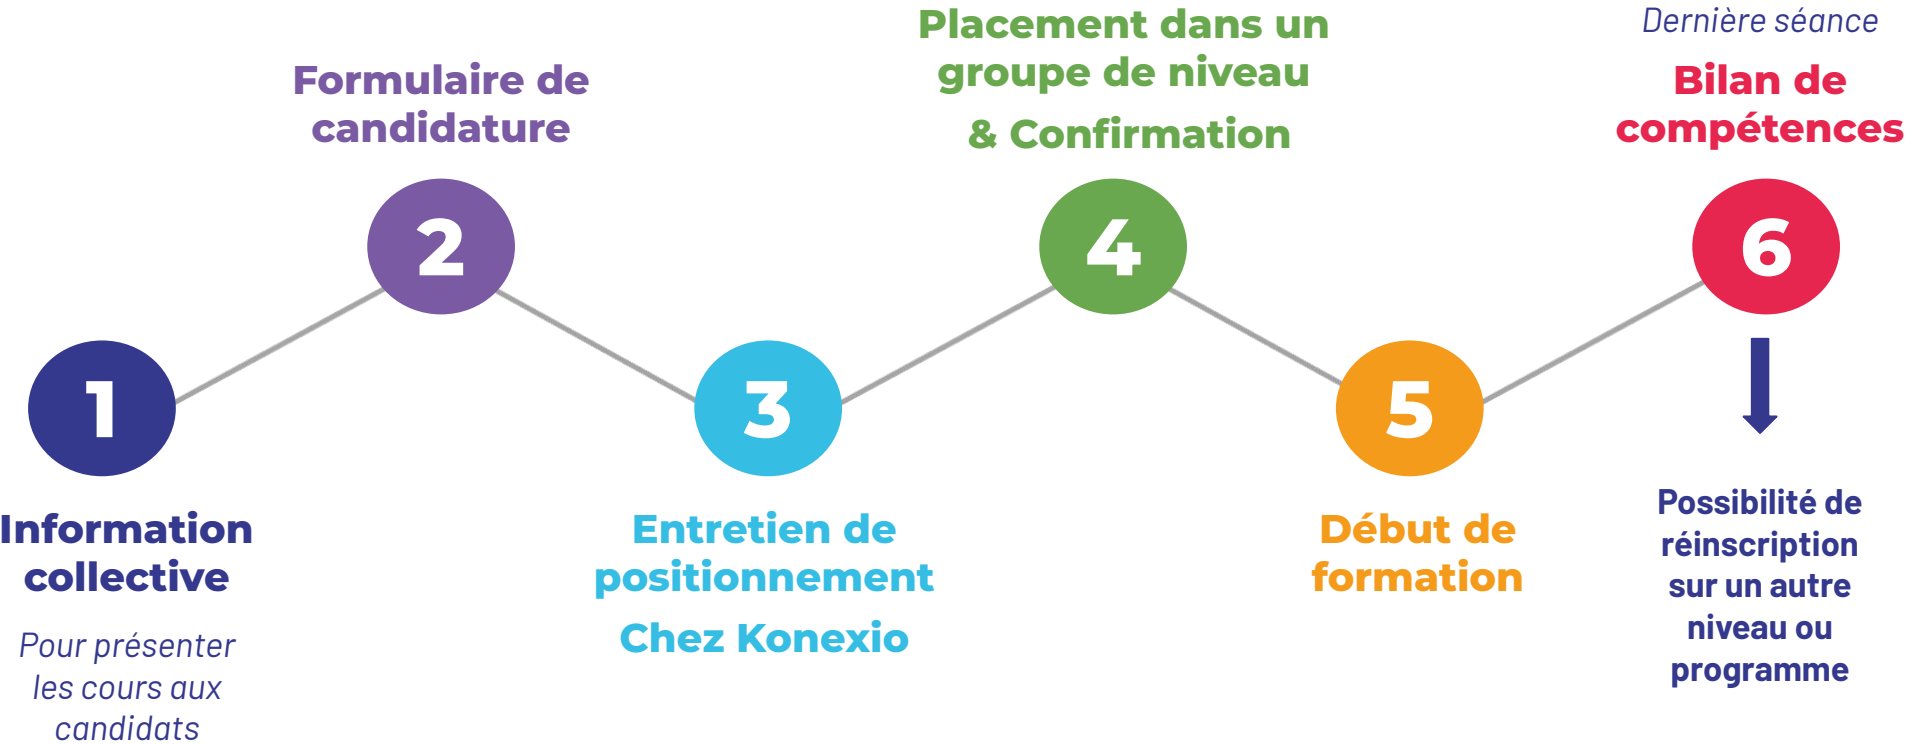 1
Information
collective
Pour présenter
les cours aux
candidats
Formulaire de
candidature
2
3
Entretien de
positionnement
Chez Konexio
Placement dans un
groupe de niveau
& Confirmation
4
5
Début de
formation
Dernière séance
Bilan de
compétences
6
Possibilité de
réinscription
sur un autre
niveau ou
programme